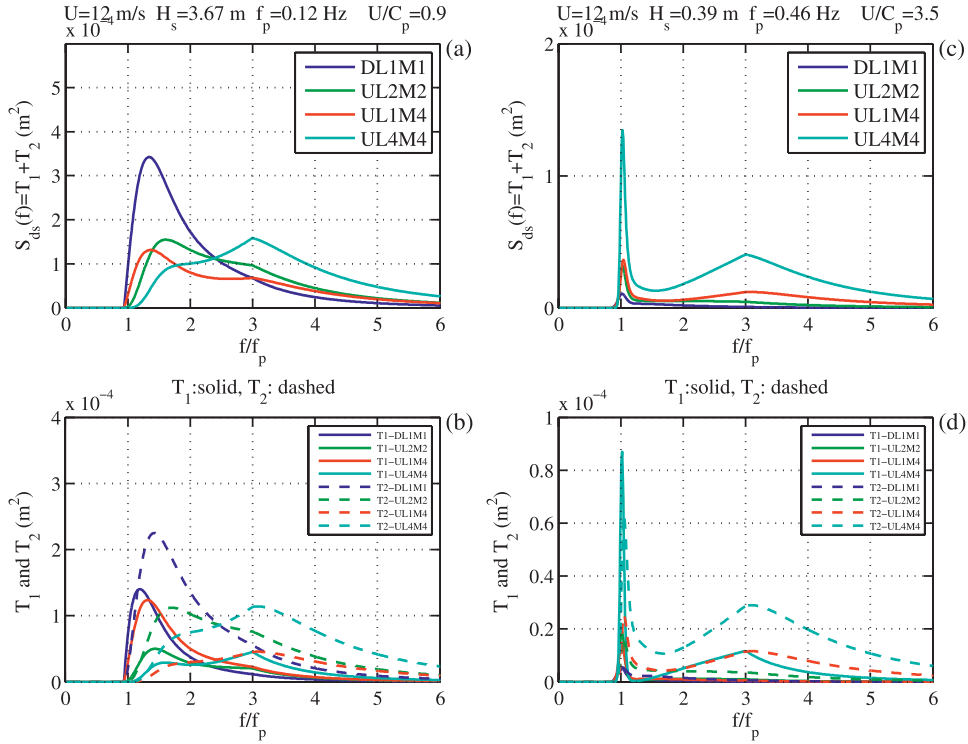 U=12 m/s H_s=3.67 m f_p=0.12 Hz U/C_p=0.9
x 10^−4
(a)
DL1M1
UL2M2
UL1M4
UL4M4
S_ds(f)=T_1+T_2 (m^2)
5
4
3
2
1
0
0 1 2 3 4 5 6
f/f_p
U=12 m/s H_s=0.39 m f_p=0.46 Hz U/C_p=3.5
x 10^−4
(c)
DL1M1
UL2M2
UL1M4
UL4M4
S_ds(f)=T_1+T_2 (m^2)
2
1
0
0 1 2 3 4 5 6
f/f_p
T_1:solid, T_2: dashed
x 10^−4
(b)
T1−DL1M1
T1−UL2M2
T1−UL1M4
T1−UL4M4
T2−DL1M1
T2−UL2M2
T2−UL1M4
T2−UL4M4
T_1 and T_2 (m^2)
4
3
2
1
0
0 1 2 3 4 5 6
f/f_p
T_1:solid, T_2: dashed
x 10^−4
(d)
T1−DL1M1
T1−UL2M2
T1−UL1M4
T1−UL4M4
T2−DL1M1
T2−UL2M2
T2−UL1M4
T2−UL4M4
T_1 and T_2 (m^2)
1
0.8
0.6
0.4
0.2
0
0 1 2 3 4 5 6
f/f_p